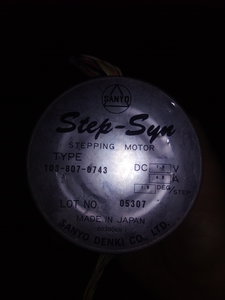 SANYO
Step-Syn
STEPPING MOTOR
TYPE
103-807-0743
DC V
A
DEG/STEP
LOT NO 05307
MADE IN JAPAN
SANYO DENKI CO., LTD.